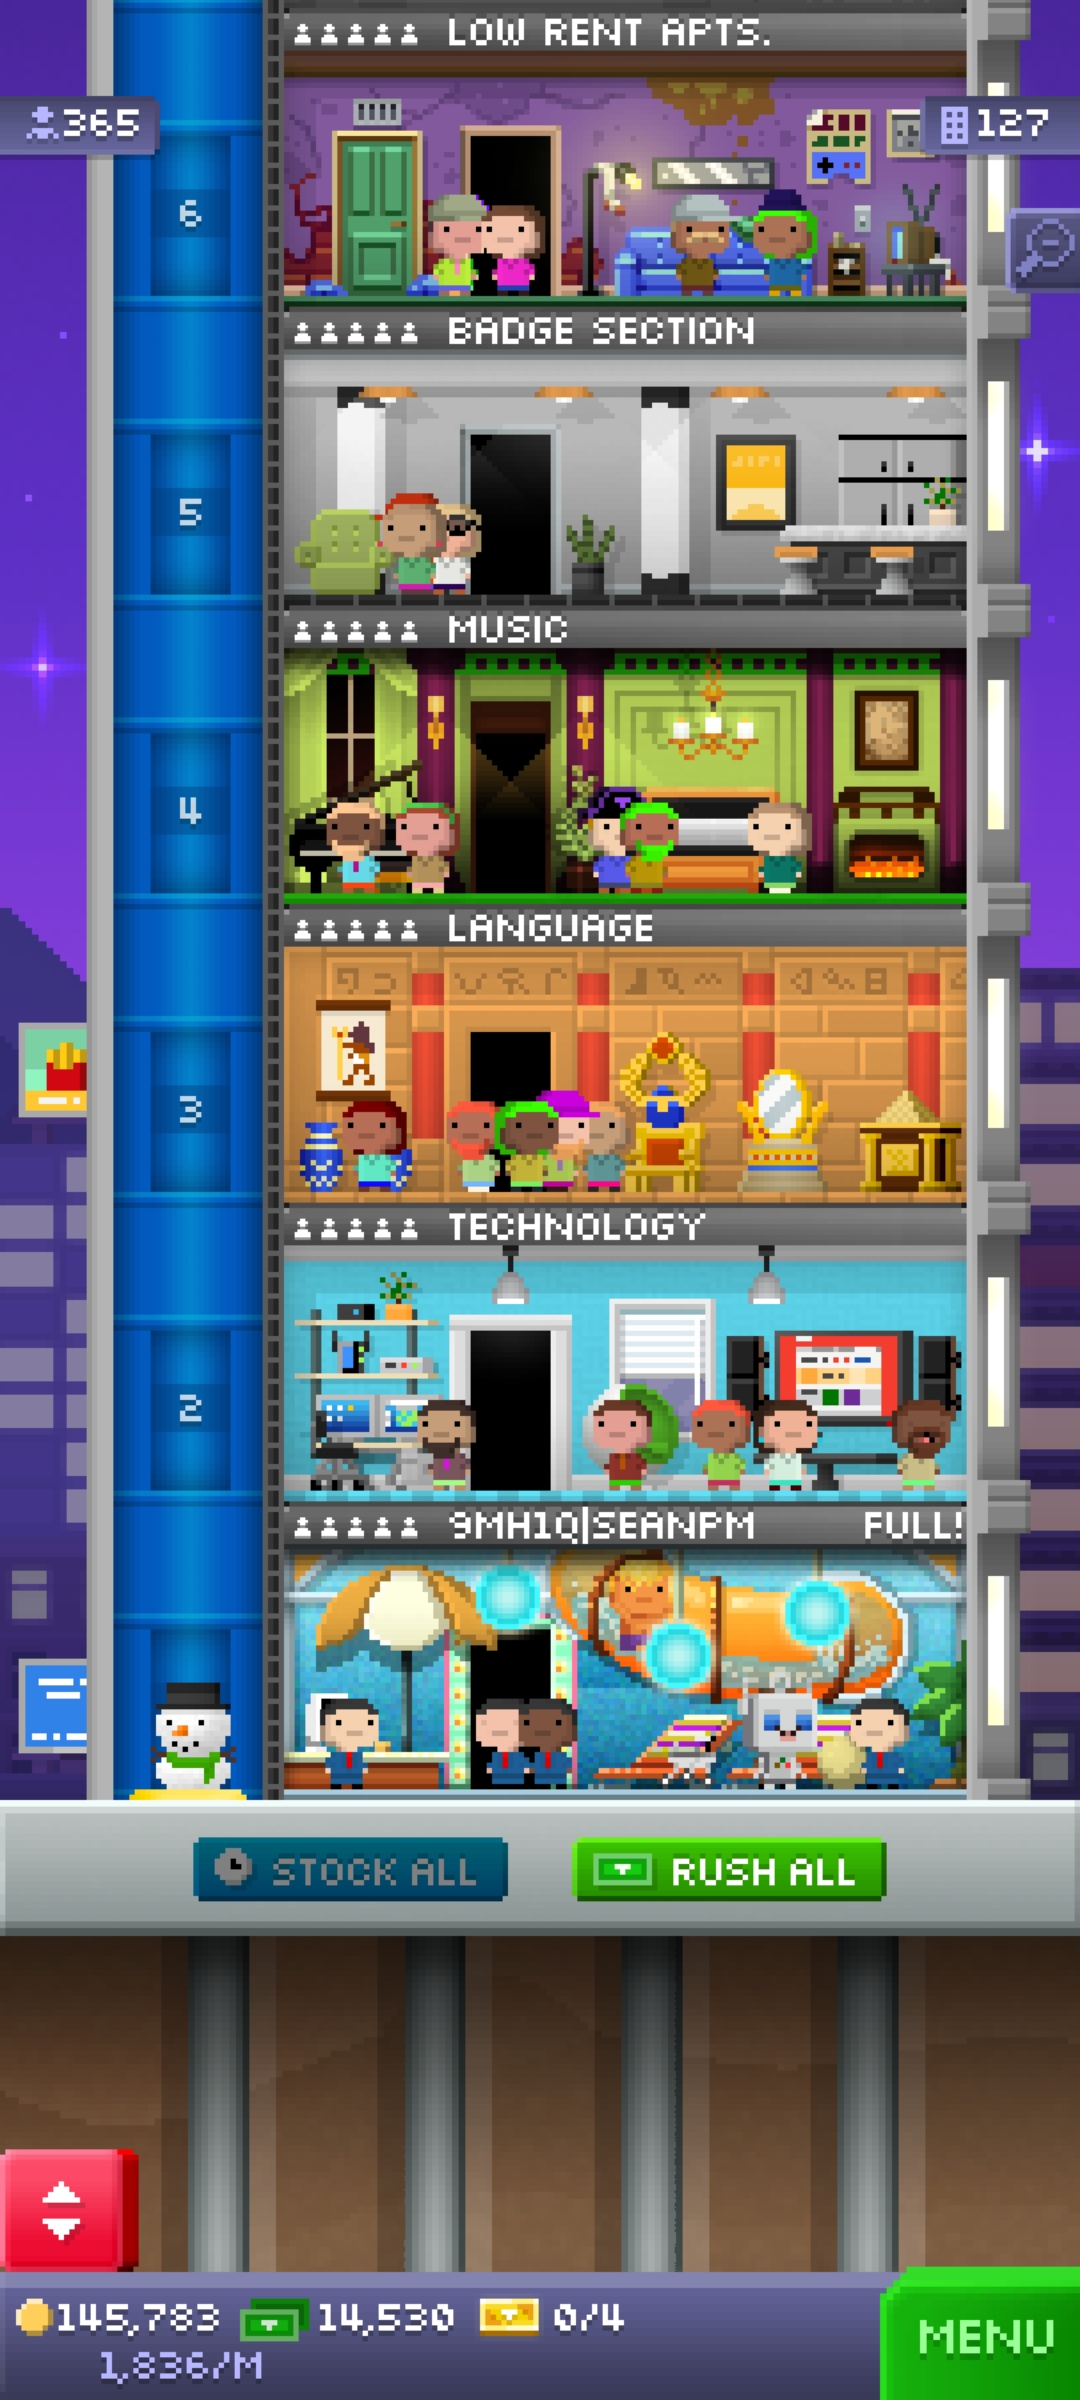 LOW RENT APTS.
365
127
6
BADGE SECTION
5
MUSIC
4
LANGUAGE
3
TECHNOLOGY
2
9MH1Q|SEANPM FULL!
STOCK ALL
RUSH ALL
145,783 14,530 0/4
1,836/M
MENU